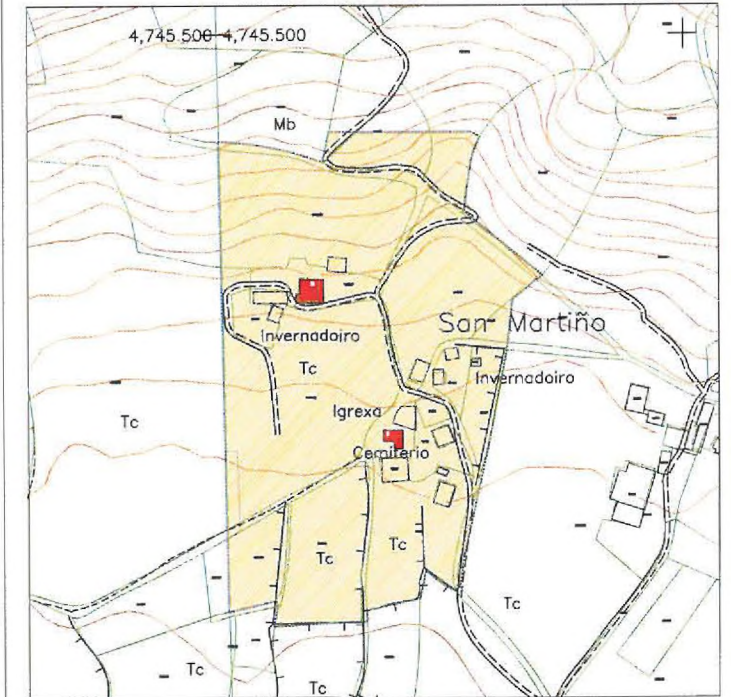 4,745.500 4,745.500
Mb
San Martiño
Invernadoiro
Tc
Invernadoiro
Igrexa
Tc
Cemiterio
Tc
Tc
Tc
Tc
Tc